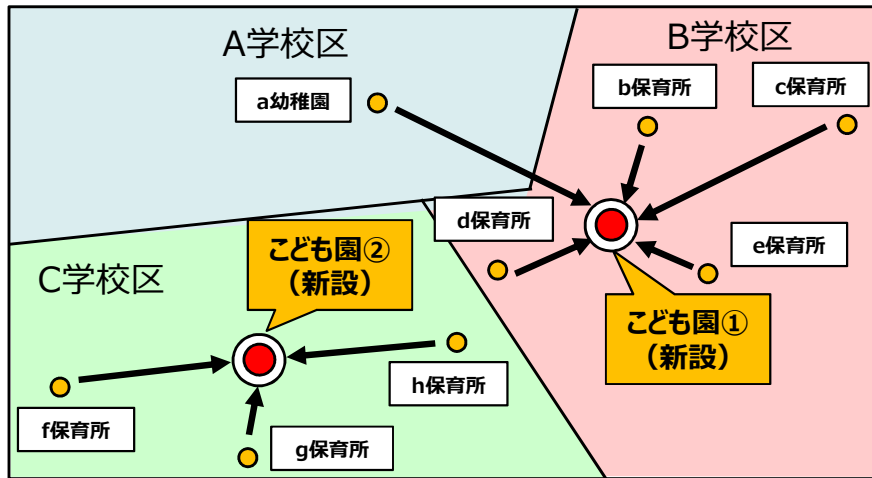 A学校区
B学校区
a幼稚園
b保育所
c保育所
d保育所
e保育所
こども園①
（新設）
C学校区
こども園②
（新設）
f保育所
g保育所
h保育所